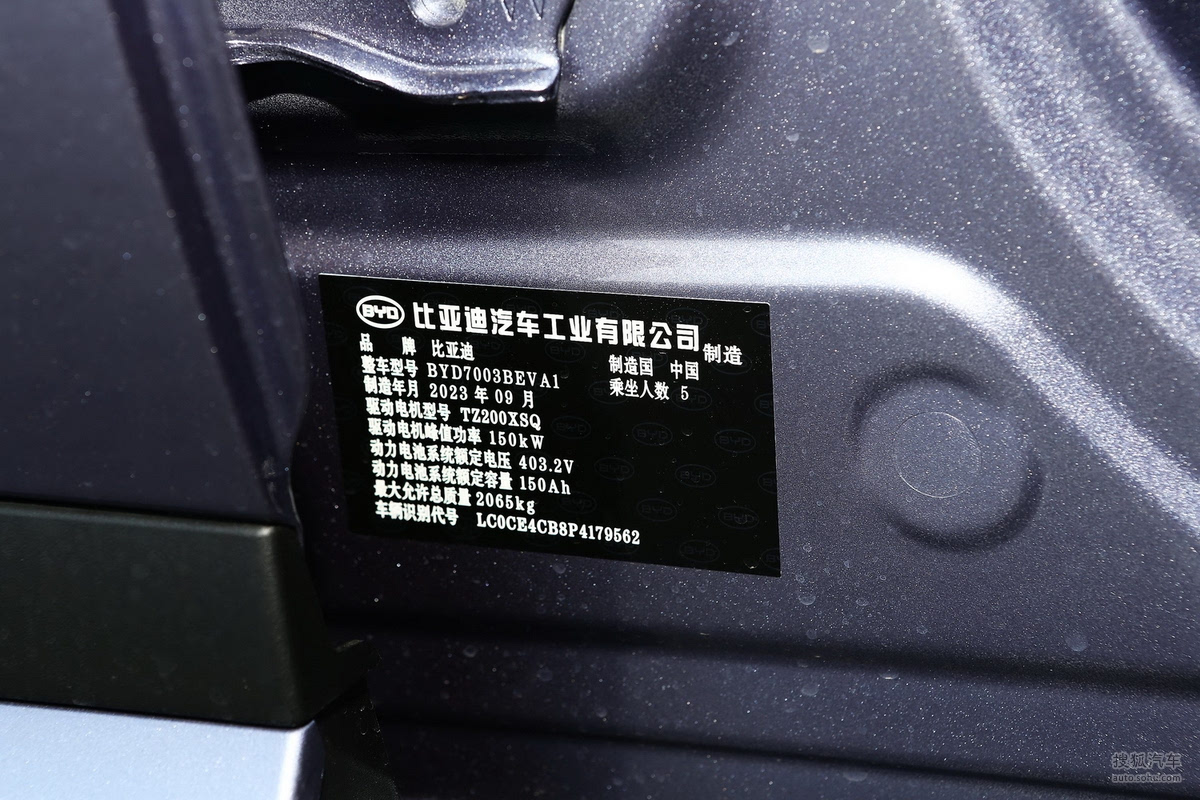 BYD 比亚迪汽车工业有限公司 制造
品 牌 比亚迪 制造国 中国
整车型号 BYD7003BEVA1 乘坐人数 5
制造年月 2023 年 09 月
驱动电机型号 TZ200XSQ
驱动电机峰值功率 150kW
动力电池系统额定电压 403.2V
动力电池系统额定容量 150Ah
最大允许总质量 2065kg
车辆识别代号 LC0CE4CB8P4179562
搜狐汽车
auto.sohu.com